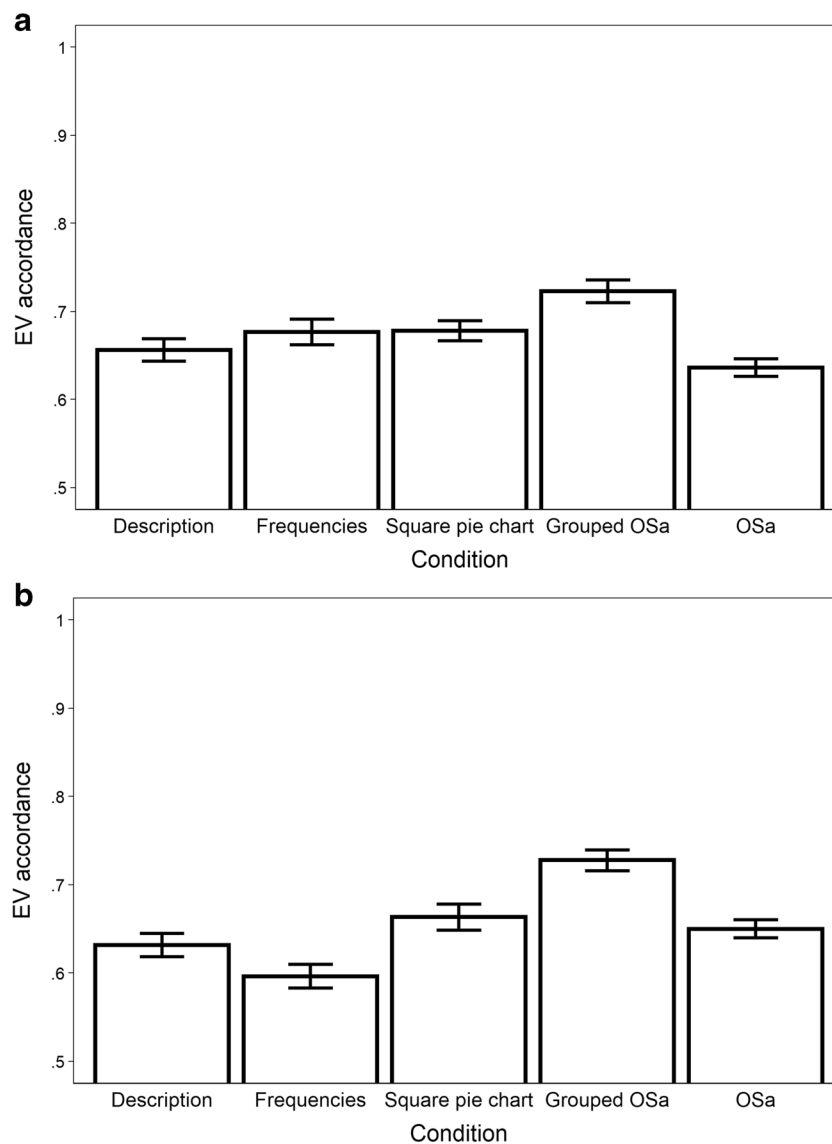 a
1
.9
.8
.7
.6
.5
EV accordance
Description Frequencies Square pie chart Grouped OSa OSa
Condition
b
1
.9
.8
.7
.6
.5
EV accordance
Description Frequencies Square pie chart Grouped OSa OSa
Condition